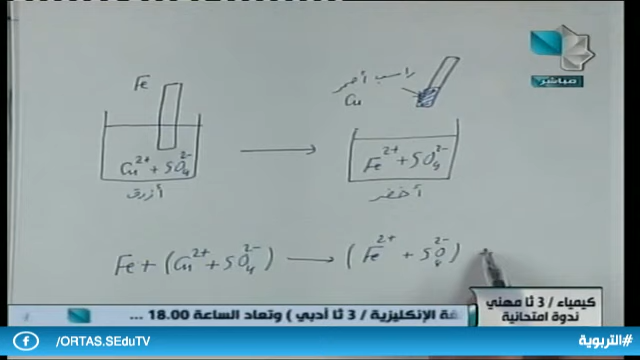 مباشر
Fe
راسب أحمر
Cu
Cu²⁺ + SO₄²⁻
Fe²⁺ + SO₄²⁻
أزرق
أخضر
Fe + (Cu²⁺ + SO₄²⁻) → (Fe²⁺ + SO₄²⁻)
كيمياء / 3 ثا مهني
ندوة امتحانية
الإنكليزية / 3 ثا أدبي ) وتعاد الساعة 18.00 ...
/ORTAS.SEduTV
#التربوية